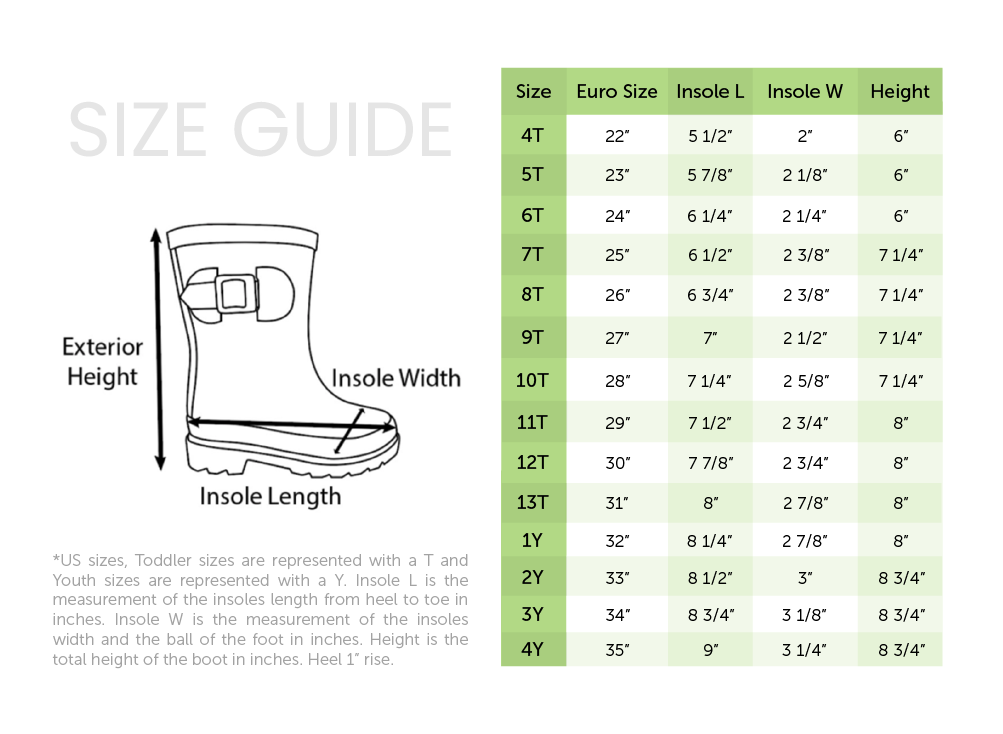 SIZE GUIDE
Exterior
Height
Insole Width
Insole Length
*US sizes, Toddler sizes are represented with a T and
Youth sizes are represented with a Y. Insole L is the
measurement of the insoles length from heel to toe in
inches. Insole W is the measurement of the insoles
width and the ball of the foot in inches. Height is the
total height of the boot in inches. Heel 1” rise.
Size Euro Size Insole L Insole W Height
4T 22” 5 1/2” 2” 6”
5T 23” 5 7/8” 2 1/8” 6”
6T 24” 6 1/4” 2 1/4” 6”
7T 25” 6 1/2” 2 3/8” 7 1/4”
8T 26” 6 3/4” 2 3/8” 7 1/4”
9T 27” 7” 2 1/2” 7 1/4”
10T 28” 7 1/4” 2 5/8” 7 1/4”
11T 29” 7 1/2” 2 3/4” 8”
12T 30” 7 7/8” 2 3/4” 8”
13T 31” 8” 2 7/8” 8”
1Y 32” 8 1/4” 2 7/8” 8”
2Y 33” 8 1/2” 3” 8 3/4”
3Y 34” 8 3/4” 3 1/8” 8 3/4”
4Y 35” 9” 3 1/4” 8 3/4”